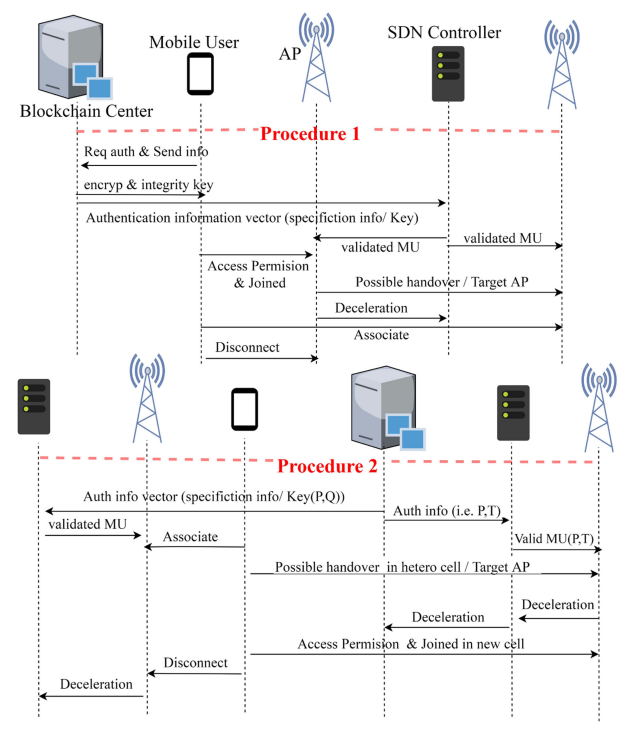 Mobile User
AP
SDN Controller
Blockchain Center
Procedure 1
Req auth & Send info
encryp & integrity key
Authentication information vector (specifiction info/ Key)
validated MU
validated MU
Access Permision
& Joined
Possible handover / Target AP
Deceleration
Associate
Disconnect
Procedure 2
Auth info vector (specifiction info/ Key(P,Q))
Auth info (i.e. P,T)
validated MU
Associate
Valid MU(P,T)
Possible handover in hetero cell / Target AP
Deceleration
Deceleration
Access Permision & Joined in new cell
Disconnect
Deceleration